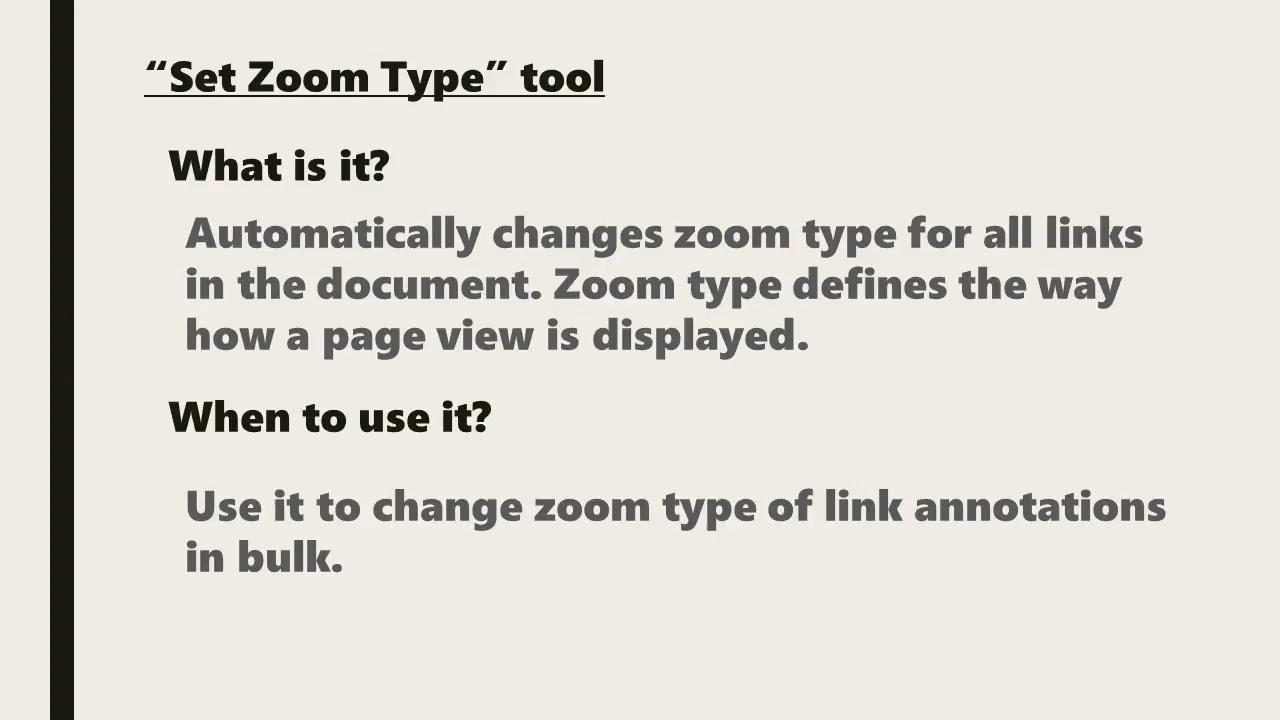 “Set Zoom Type” tool
What is it?
Automatically changes zoom type for all links
in the document. Zoom type defines the way
how a page view is displayed.
When to use it?
Use it to change zoom type of link annotations
in bulk.